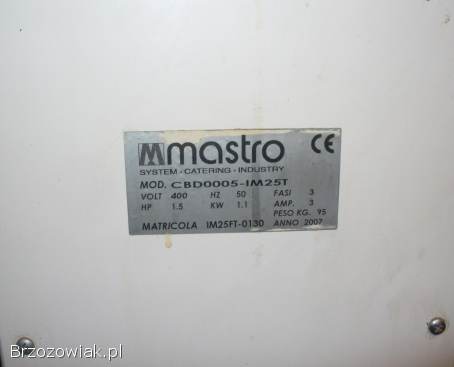 mastro CE
SYSTEM - CATERING - INDUSTRY
MOD. CBD0005-IM25T
VOLT 400 HZ 50 FASI 3
HP 1.5 KW 1.1 AMP. 3
PESO KG. 95
MATRICOLA IM25FT-0130 ANNO 2007
Brzozowiak.pl